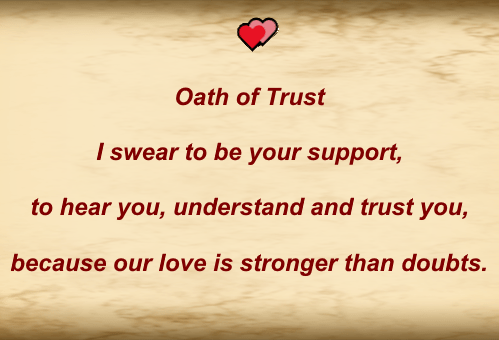 Oath of Trust
I swear to be your support,
to hear you, understand and trust you,
because our love is stronger than doubts.